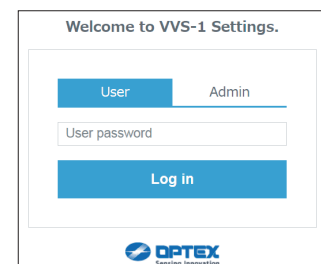 Welcome to VVS-1 Settings.
User Admin
User password
Log in
OPTEX
Sensing Innovation